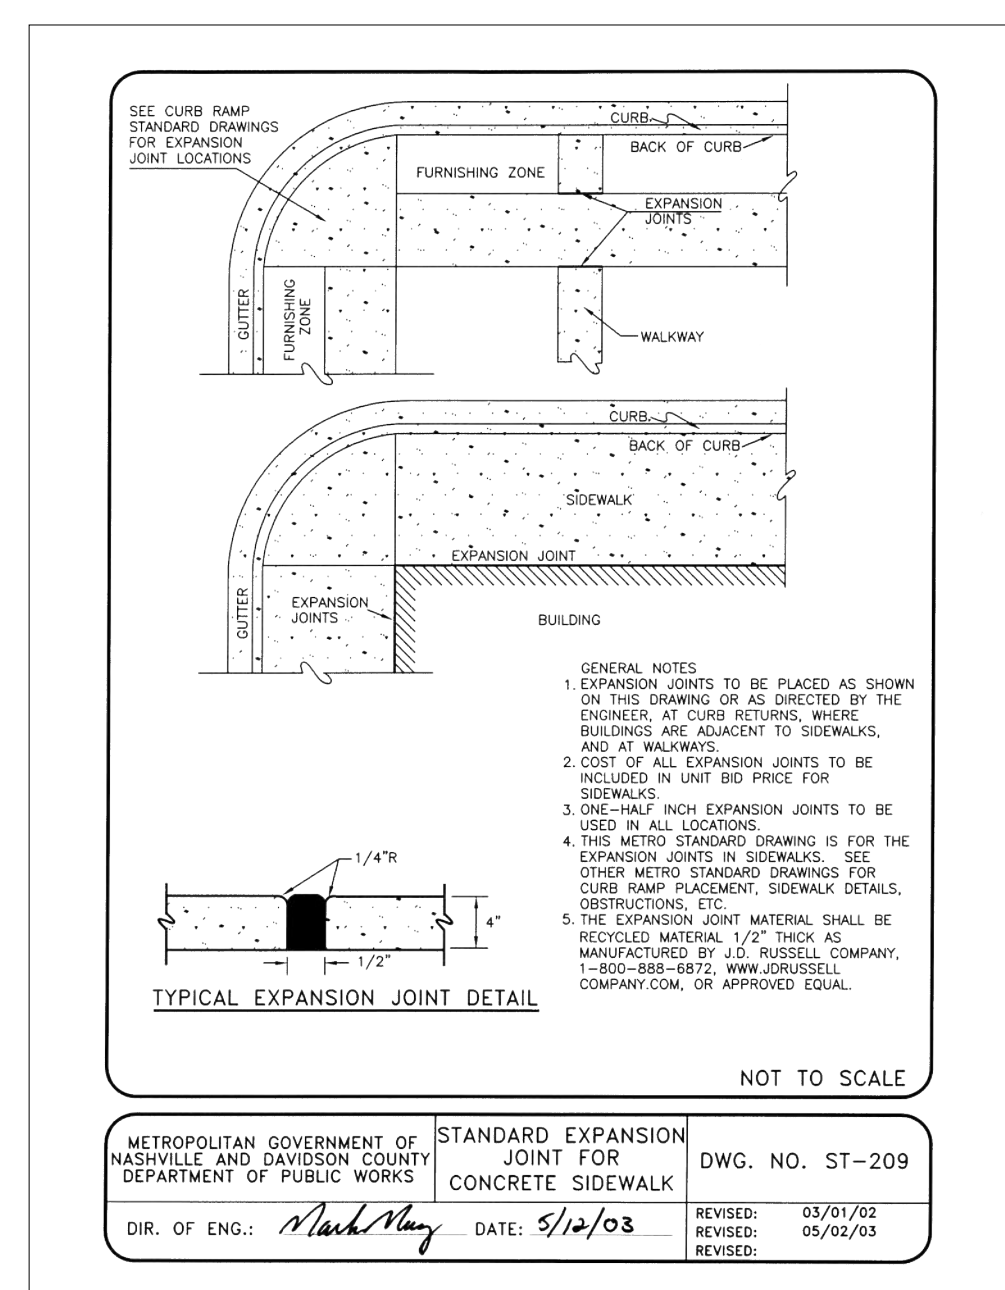 SEE CURB RAMP
STANDARD DRAWINGS
FOR EXPANSION
JOINT LOCATIONS
CURB
BACK OF CURB
FURNISHING ZONE
EXPANSION
JOINTS
GUTTER
FURNISHING
ZONE
WALKWAY
CURB
BACK OF CURB
SIDEWALK
EXPANSION JOINT
GUTTER
EXPANSION
JOINTS
BUILDING
GENERAL NOTES
1. EXPANSION JOINTS TO BE PLACED AS SHOWN
ON THIS DRAWING OR AS DIRECTED BY THE
ENGINEER, AT CURB RETURNS, WHERE
BUILDINGS ARE ADJACENT TO SIDEWALKS,
AND AT WALKWAYS.
2. COST OF ALL EXPANSION JOINTS TO BE
INCLUDED IN UNIT BID PRICE FOR
SIDEWALKS.
3. ONE-HALF INCH EXPANSION JOINTS TO BE
USED IN ALL LOCATIONS.
4. THIS METRO STANDARD DRAWING IS FOR THE
EXPANSION JOINTS IN SIDEWALKS. SEE
OTHER METRO STANDARD DRAWINGS FOR
CURB RAMP PLACEMENT, SIDEWALK DETAILS,
OBSTRUCTIONS, ETC.
5. THE EXPANSION JOINT MATERIAL SHALL BE
RECYCLED MATERIAL 1/2" THICK AS
MANUFACTURED BY J.D. RUSSELL COMPANY,
1-800-888-6872, WWW.JDRUSSELL
COMPANY.COM, OR APPROVED EQUAL.
1/4"R
4"
1/2"
TYPICAL EXPANSION JOINT DETAIL
NOT TO SCALE
METROPOLITAN GOVERNMENT OF
NASHVILLE AND DAVIDSON COUNTY
DEPARTMENT OF PUBLIC WORKS
STANDARD EXPANSION
JOINT FOR
CONCRETE SIDEWALK
DWG. NO. ST-209
DIR. OF ENG.: Mark
DATE: 5/12/03
REVISED: 03/01/02
REVISED: 05/02/03
REVISED: